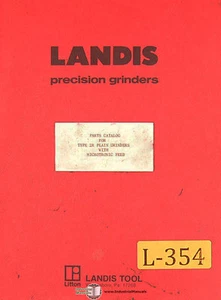 LANDIS
precision grinders
PARTS CATALOG
FOR
TYPE 1R PLAIN GRINDERS
WITH
MICROTRONIC FEED
L-354
Litton
LANDIS TOOL